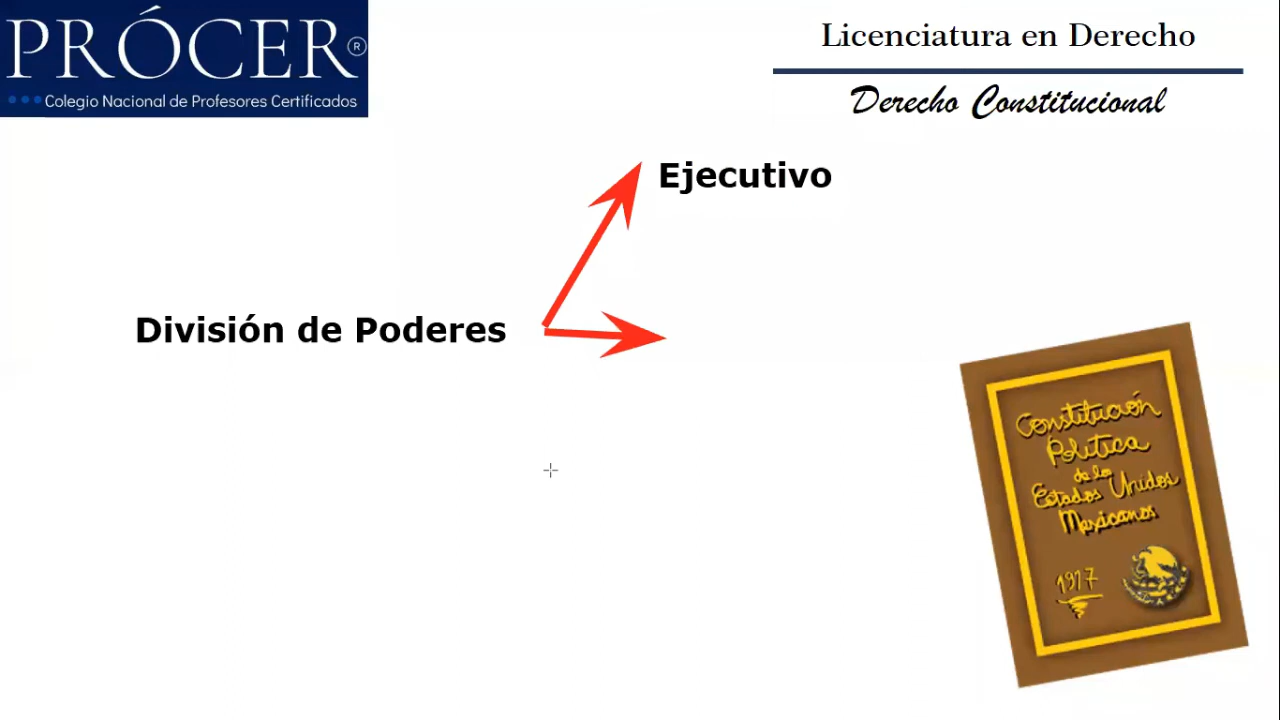 PRÓCER®
Colegio Nacional de Profesores Certificados
Licenciatura en Derecho
Derecho Constitucional
Ejecutivo
División de Poderes
Constitución
Política
de lo
Estados Unidos
Mexicanos
1917